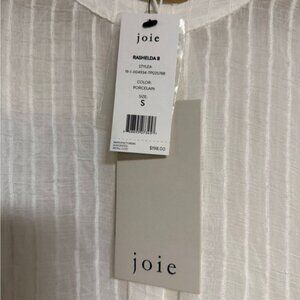 joie
RASHELDA B
STYLE#:
COLOR:
PORCELAIN
SIZE:
S
$198.00
joie